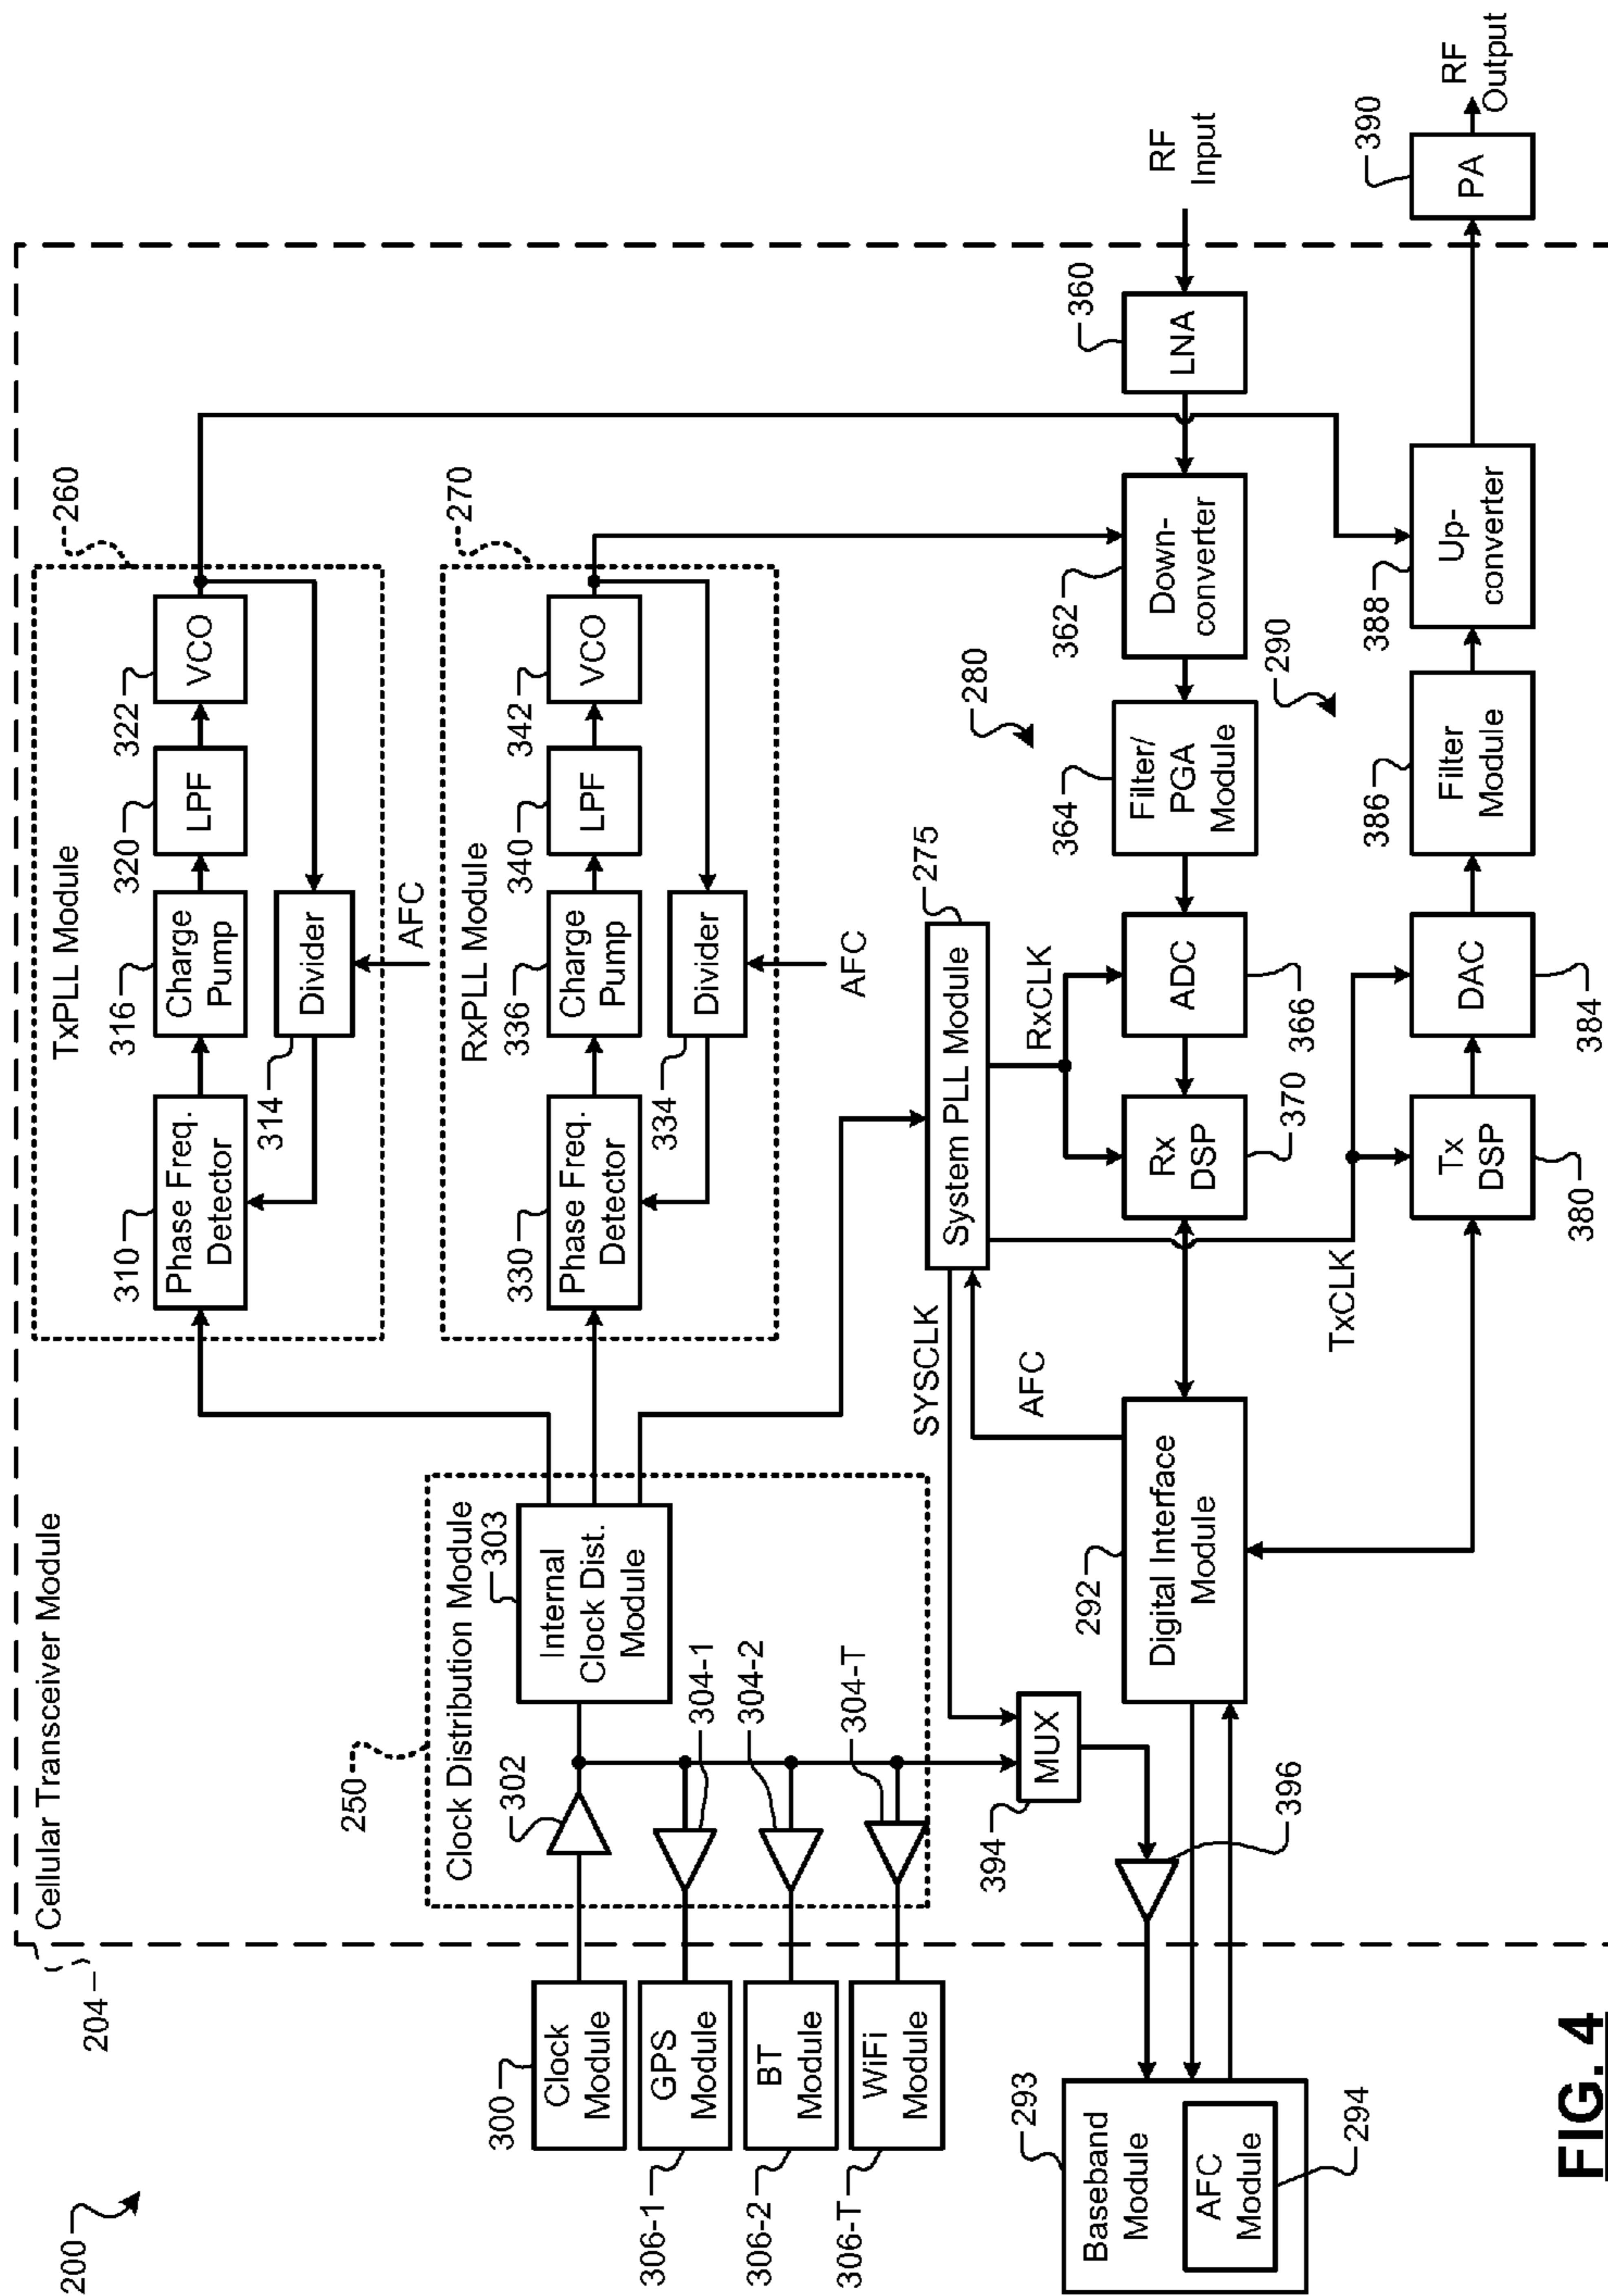 200
204
Cellular Transceiver Module
250
Clock Distribution Module
TxPLL Module
260
310
Phase Freq.
Detector
316
Charge
Pump
320
LPF
322
VCO
314
Divider
AFC
RxPLL Module
270
330
Phase Freq.
Detector
336
Charge
Pump
340
LPF
342
VCO
334
Divider
AFC
300
Clock
Module
302
303
Internal
Clock Dist.
Module
306-1
GPS
Module
304-1
306-2
BT
Module
304-2
306-T
WiFi
Module
304-T
SYSCLK
System PLL Module
275
394
MUX
396
AFC
RxCLK
280
293
Baseband
Module
AFC
Module
294
292
Digital Interface
Module
Rx
DSP
370
ADC
366
364
Filter/
PGA
Module
362
Down-
converter
LNA
360
RF
Input
TxCLK
290
Tx
DSP
380
DAC
384
386
Filter
Module
388
Up-
converter
PA
390
RF
Output
FIG. 4